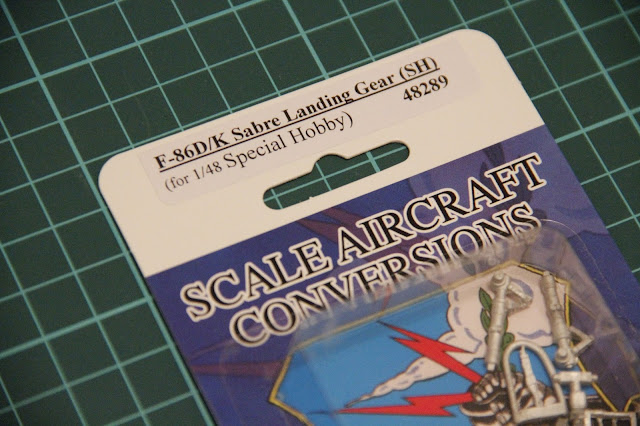 F-86D/K Sabre Landing Gear (SH)
(for 1/48 Special Hobby) 48289
SCALE AIRCRAFT
CONVERSIONS